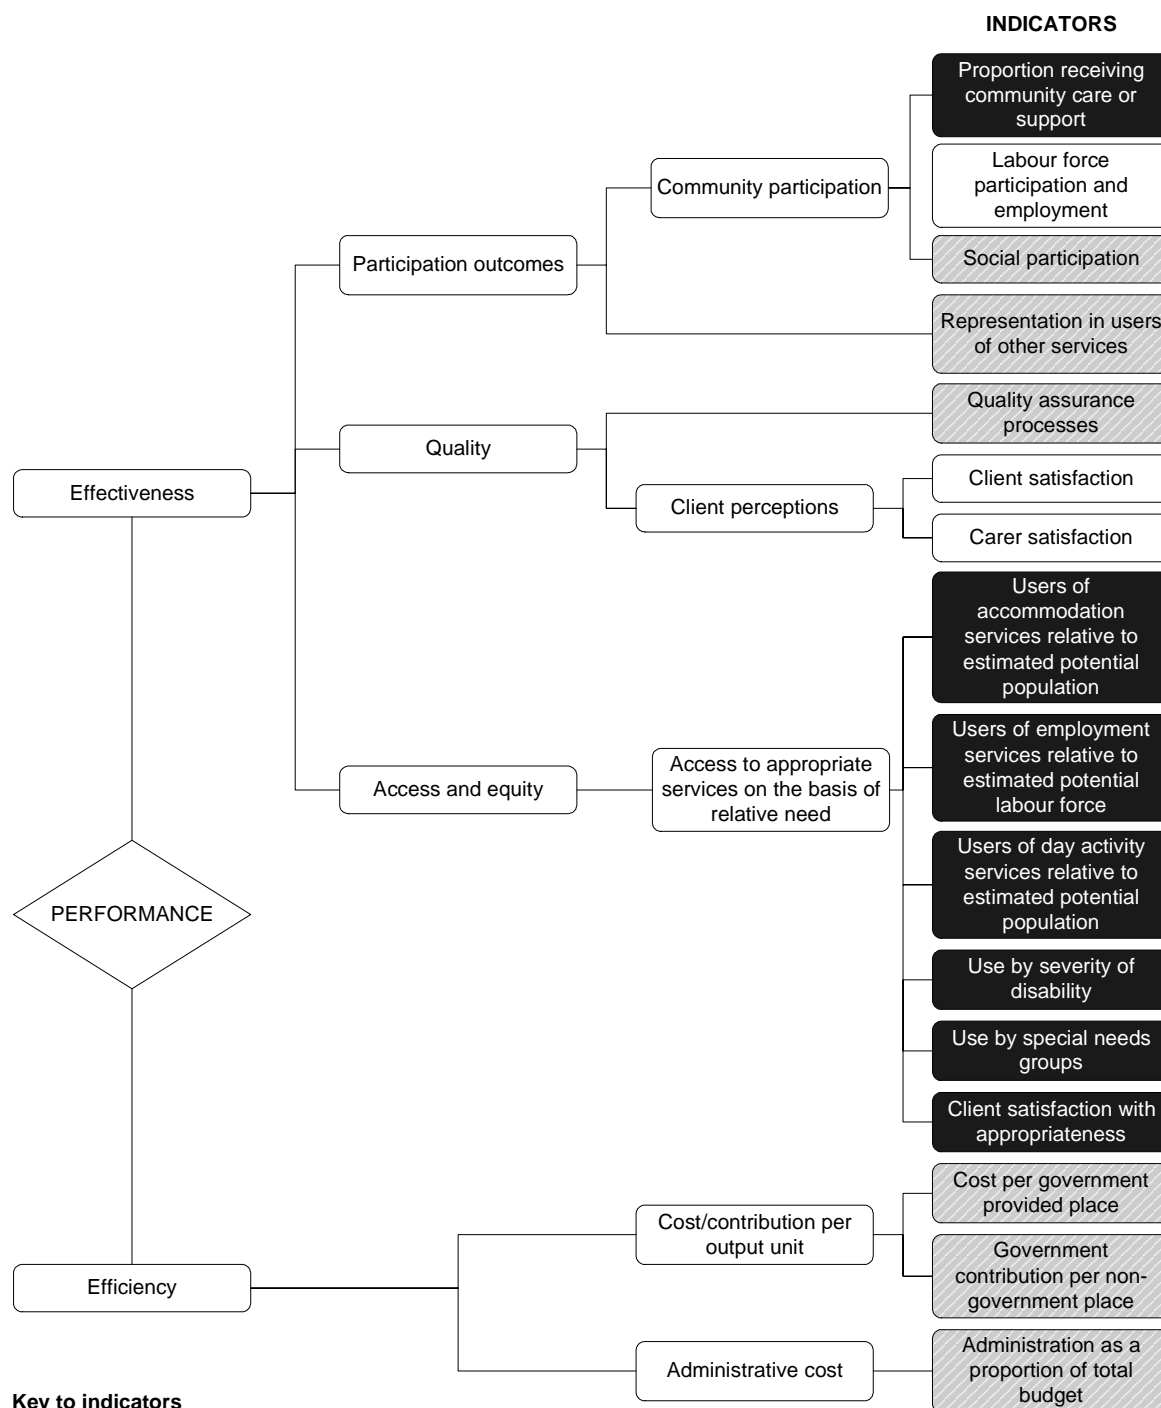 INDICATORS
Proportion receiving
community care or
support
Labour force
participation and
employment
Community participation
Social participation
Participation outcomes
Representation in users
of other services
Quality assurance
processes
Quality
Client satisfaction
Effectiveness
Client perceptions
Carer satisfaction
Users of
accommodation
services relative to
estimated potential
population
Users of employment
services relative to
estimated potential
labour force
Access and equity
Access to appropriate
services on the basis of
relative need
Users of day activity
services relative to
estimated potential
population
PERFORMANCE
Use by severity of
disability
Use by special needs
groups
Client satisfaction with
appropriateness
Cost per government
provided place
Cost/contribution per
output unit
Government
contribution per non-
government place
Efficiency
Administrative cost
Administration as a
proportion of total
budget
Key to indicators